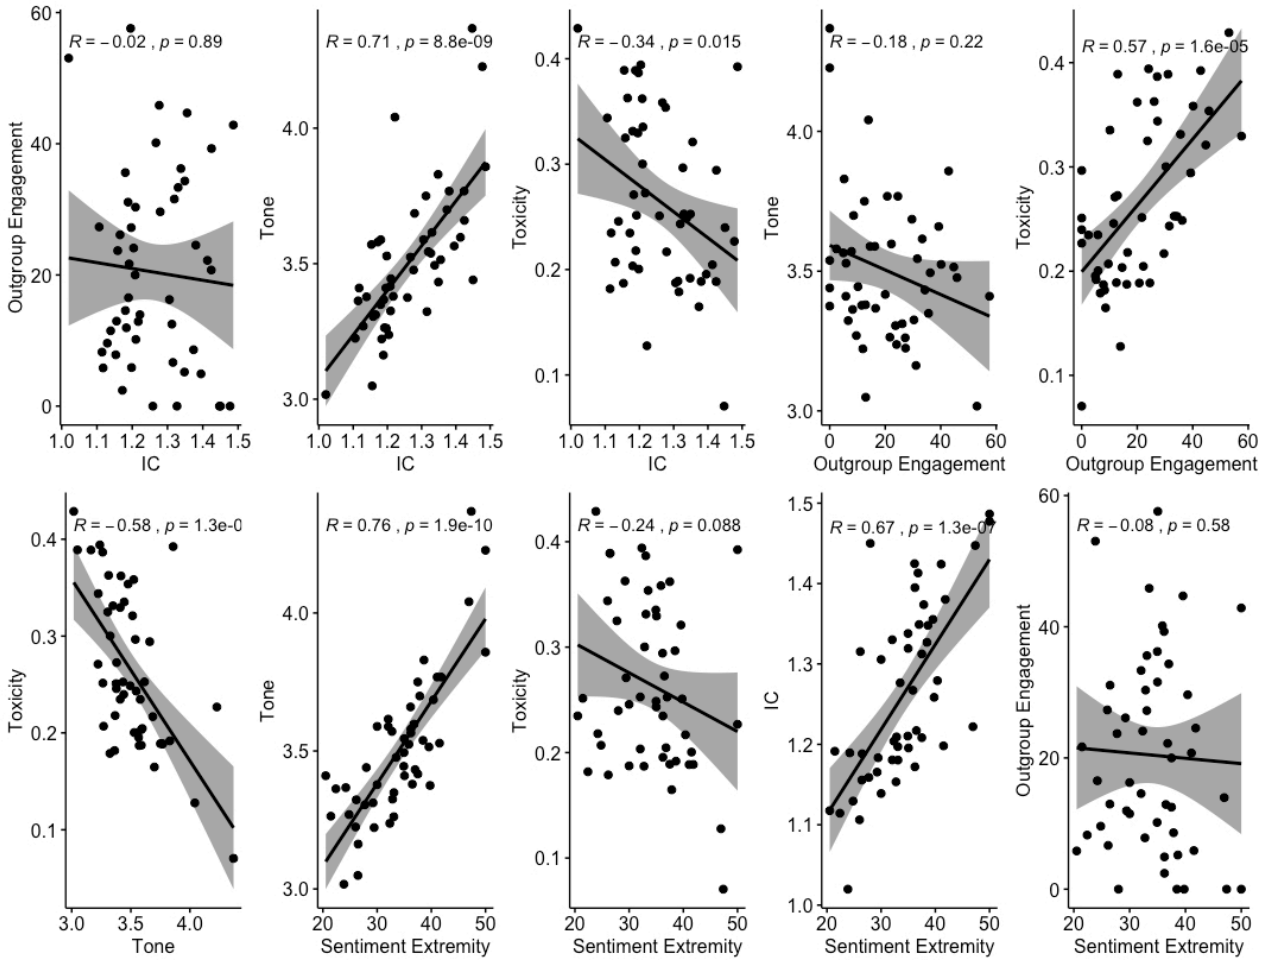 R = −0.02 , p = 0.89
60
40
20
0
Outgroup Engagement
1.0 1.1 1.2 1.3 1.4 1.5
IC
R = 0.71 , p = 8.8e-09
4.0
3.5
3.0
Tone
1.0 1.1 1.2 1.3 1.4 1.5
IC
R = −0.34 , p = 0.015
0.4
0.3
0.2
0.1
Toxicity
1.0 1.1 1.2 1.3 1.4 1.5
IC
R = −0.18 , p = 0.22
4.0
3.5
3.0
Tone
0 20 40 60
Outgroup Engagement
R = 0.57 , p = 1.6e-05
0.4
0.3
0.2
0.1
Toxicity
0 20 40 60
Outgroup Engagement
R = −0.58 , p = 1.3e-0
0.4
0.3
0.2
0.1
Toxicity
3.0 3.5 4.0
Tone
R = 0.76 , p = 1.9e-10
4.0
3.5
3.0
Tone
20 30 40 50
Sentiment Extremity
R = −0.24 , p = 0.088
0.4
0.3
0.2
0.1
Toxicity
20 30 40 50
Sentiment Extremity
R = 0.67 , p = 1.3e-07
1.5
1.4
1.3
1.2
1.1
1.0
IC
20 30 40 50
Sentiment Extremity
R = −0.08 , p = 0.58
60
40
20
0
Outgroup Engagement
20 30 40 50
Sentiment Extremity